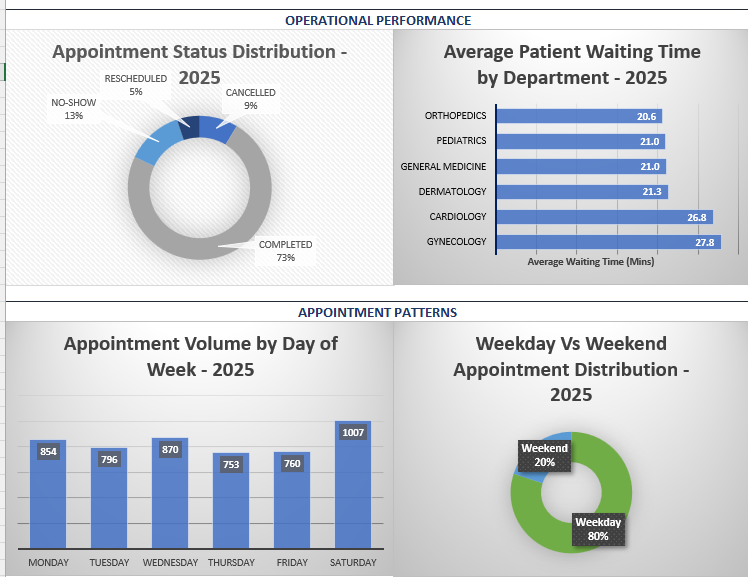 OPERATIONAL PERFORMANCE
Appointment Status Distribution -
2025
RESCHEDULED
5%
CANCELLED
9%
NO-SHOW
13%
COMPLETED
73%
Average Patient Waiting Time
by Department - 2025
ORTHOPEDICS 20.6
PEDIATRICS 21.0
GENERAL MEDICINE 21.0
DERMATOLOGY 21.3
CARDIOLOGY 26.8
GYNECOLOGY 27.8
Average Waiting Time (Mins)
APPOINTMENT PATTERNS
Appointment Volume by Day of
Week - 2025
854 796 870 753 760 1007
MONDAY TUESDAY WEDNESDAY THURSDAY FRIDAY SATURDAY
Weekday Vs Weekend
Appointment Distribution -
2025
Weekend
20%
Weekday
80%